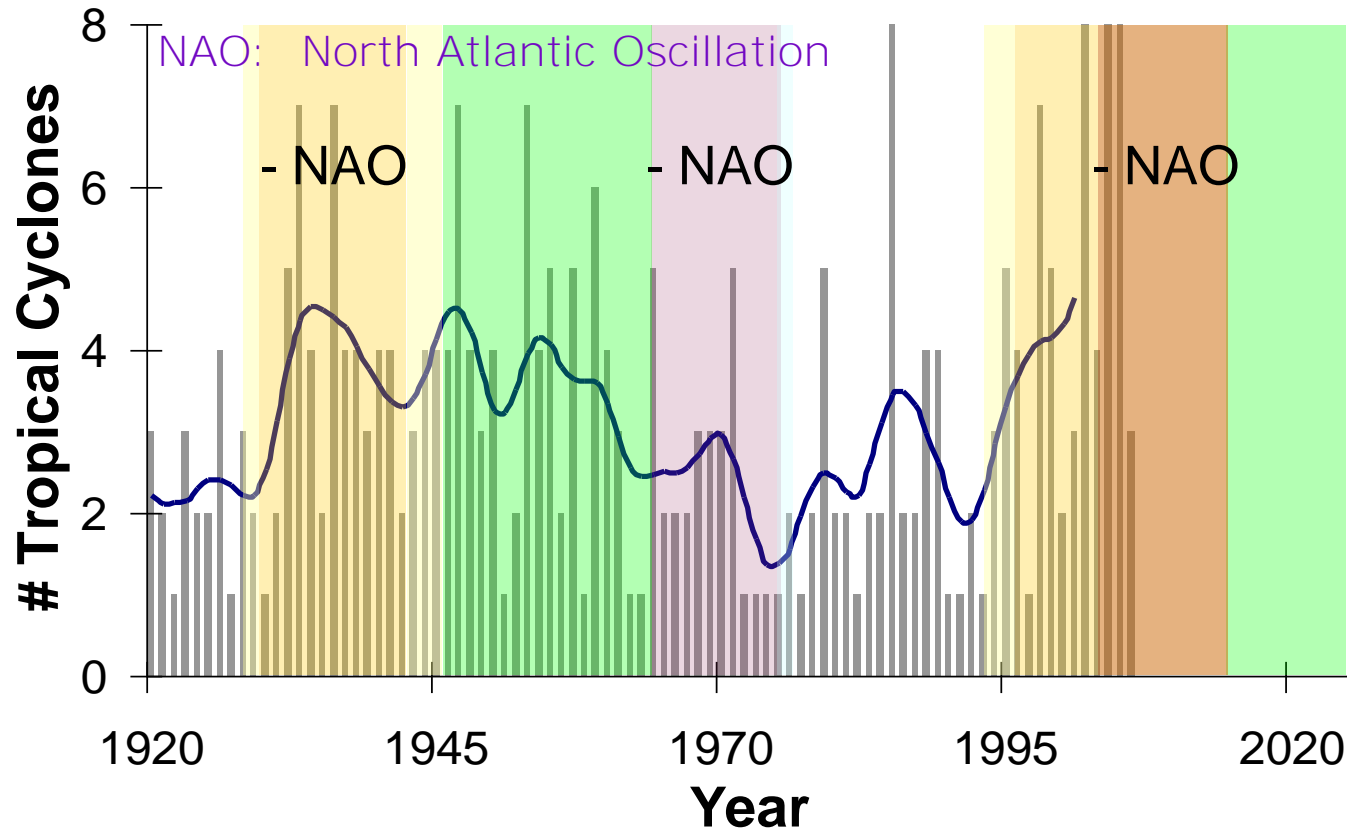 NAO: North Atlantic Oscillation
- NAO - NAO - NAO
# Tropical Cyclones
8
6
4
2
0
1920 1945 1970 1995 2020
Year